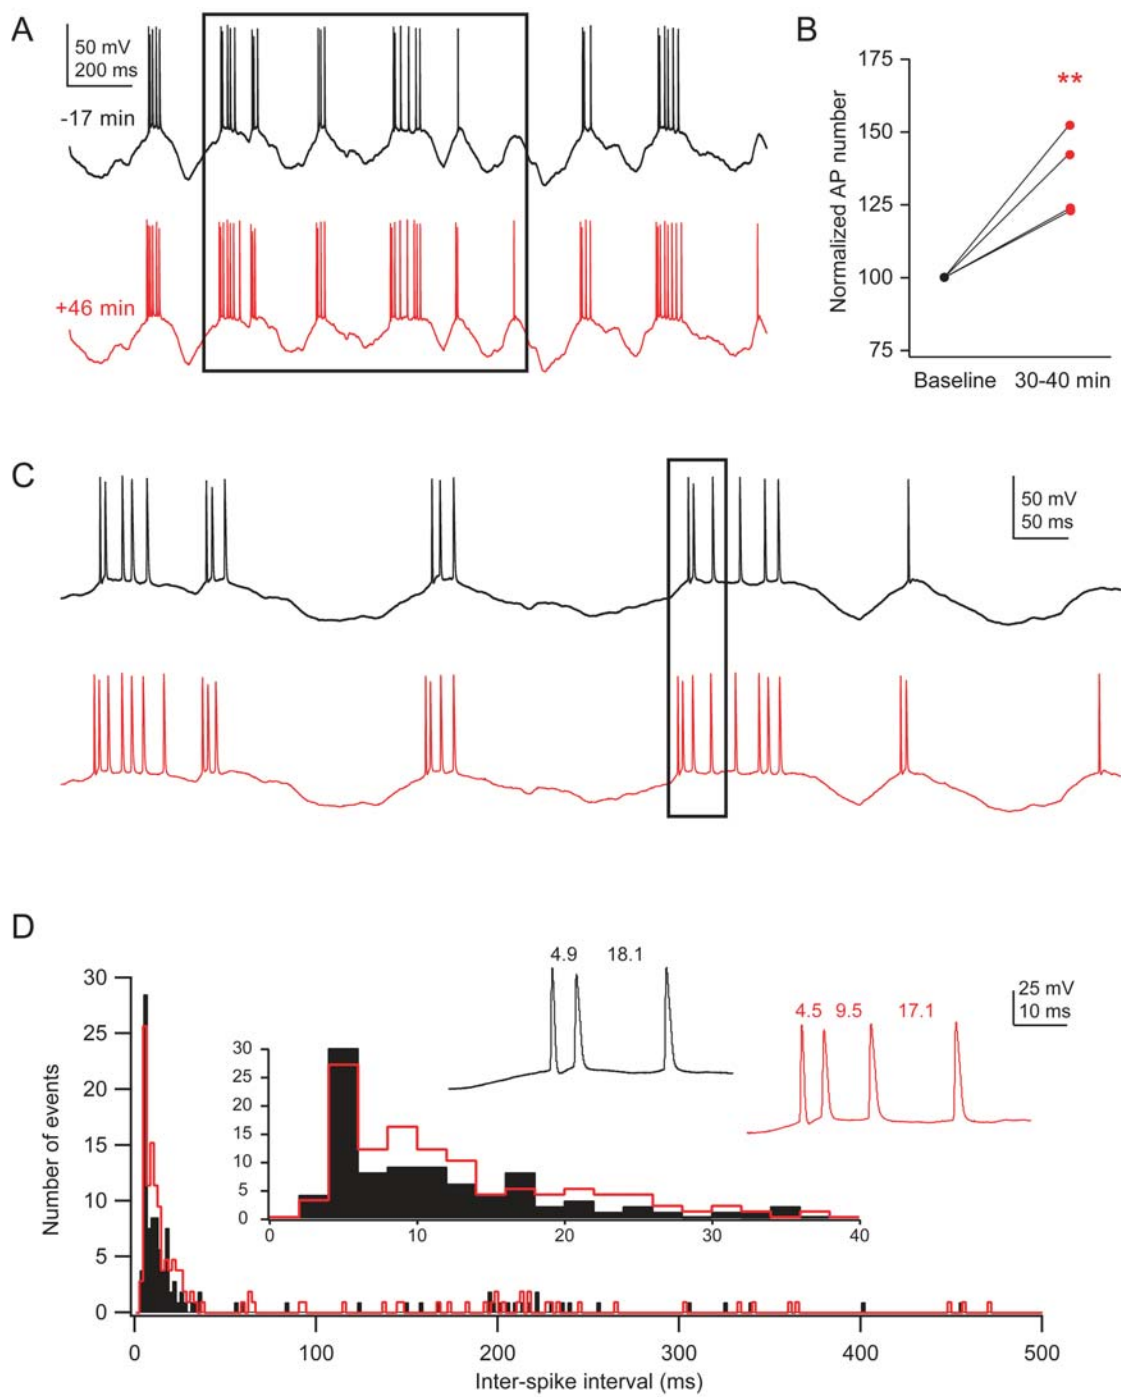 A
50 mV
200 ms
-17 min
+46 min
B
Normalized AP number
175
150
125
100
75
**
Baseline
30-40 min
C
50 mV
50 ms
D
Number of events
30
25
20
15
10
5
0
0
100
200
300
400
500
Inter-spike interval (ms)
30
25
20
15
10
5
0
0
10
20
30
40
4.9
18.1
4.5
9.5
17.1
25 mV
10 ms